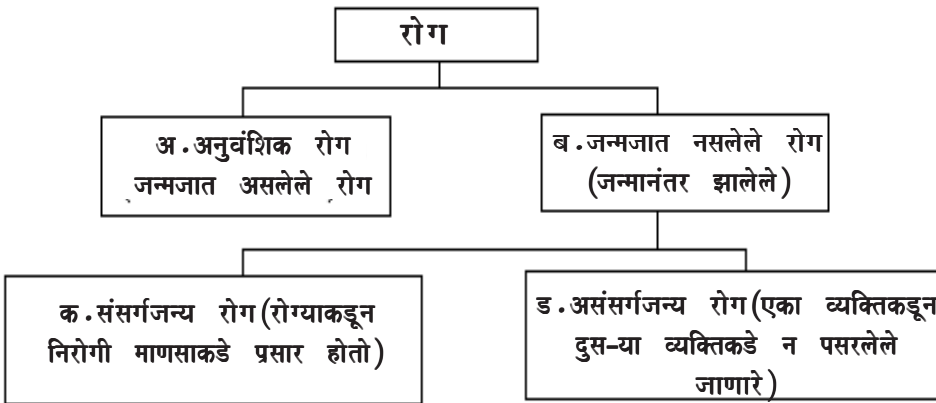 रोग
अ.अनुवंशिक रोग
जन्मजात असलेले रोग
ब.जन्मजात नसलेले रोग
(जन्मानंतर झालेले)
क.संसर्गजन्य रोग(रोग्याकडून
निरोगी माणसाकडे प्रसार होतो)
ड.असंसर्गजन्य रोग(एका व्यक्तिकडून
दुस-या व्यक्तिकडे न पसरलेले
जाणारे)